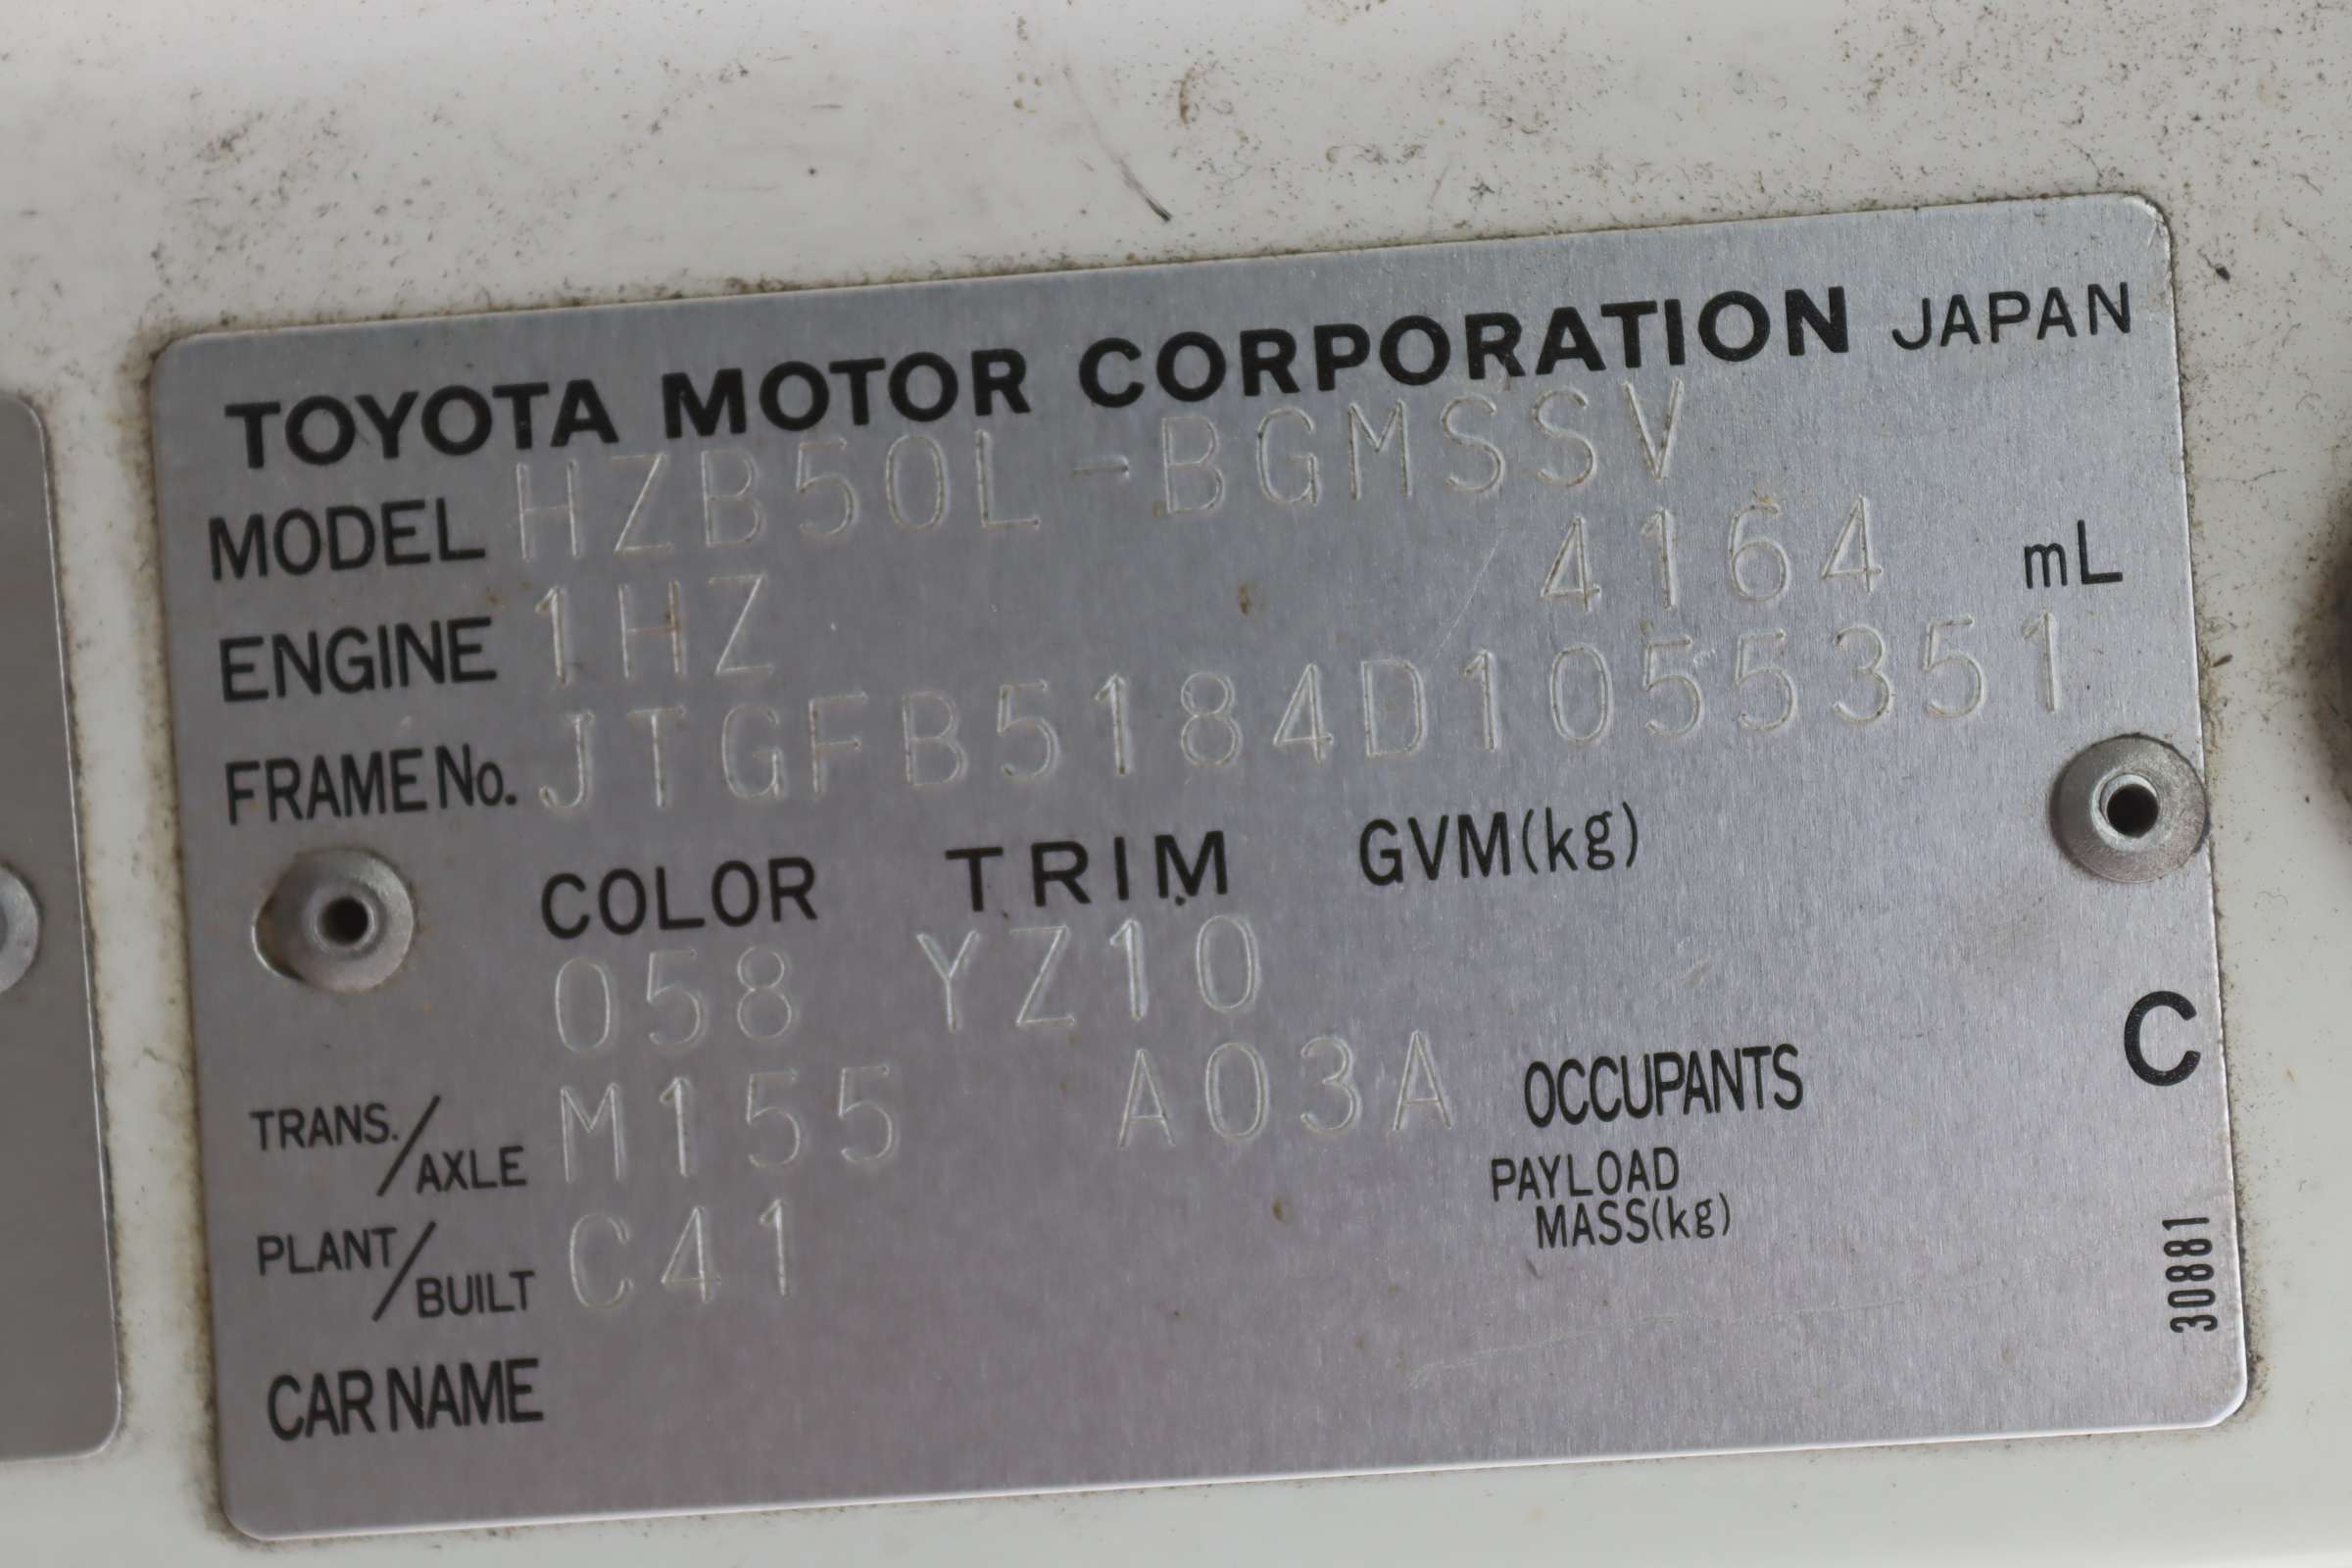 TOYOTA MOTOR CORPORATION JAPAN
MODEL HZB50L-BGMSSV
ENGINE 1HZ 4164 mL
FRAME No. JTGFB5184D1055351
COLOR TRIM GVM(kg)
058 YZ10
C
TRANS./AXLE M155 A03A OCCUPANTS
PAYLOAD
MASS(kg)
PLANT/BUILT C41
30881
CAR NAME